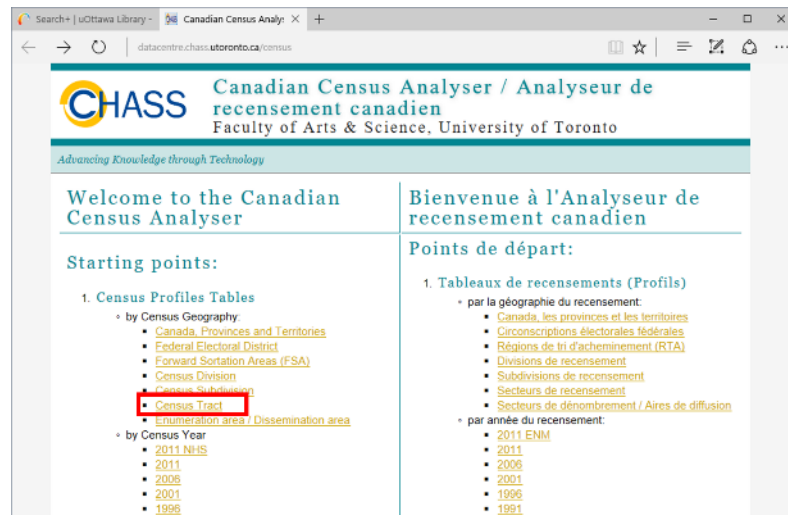 Search+ | uOttawa Library -
Canadian Census Analy:
datacentre.chass.utoronto.ca/census
CHASS
Canadian Census Analyser / Analyseur de
recensement canadien
Faculty of Arts & Science, University of Toronto
Advancing Knowledge through Technology
Welcome to the Canadian
Census Analyser
Starting points:
1. Census Profiles Tables
by Census Geography:
Canada, Provinces and Territories
Federal Electoral District
Forward Sortation Areas (FSA)
Census Division
Census Subdivision
Census Tract
Enumeration area / Dissemination area
by Census Year
2011 NHS
2011
2006
2001
1996
Bienvenue à l'Analyseur de
recensement canadien
Points de départ:
1. Tableaux de recensements (Profils)
par la géographie du recensement:
Canada, les provinces et les territoires
Circonscriptions électorales fédérales
Régions de tri d'acheminement (RTA)
Divisions de recensement
Subdivisions de recensement
Secteurs de recensement
Secteurs de dénombrement / Aires de diffusion
par année du recensement:
2011 ENM
2011
2006
2001
1996
1991